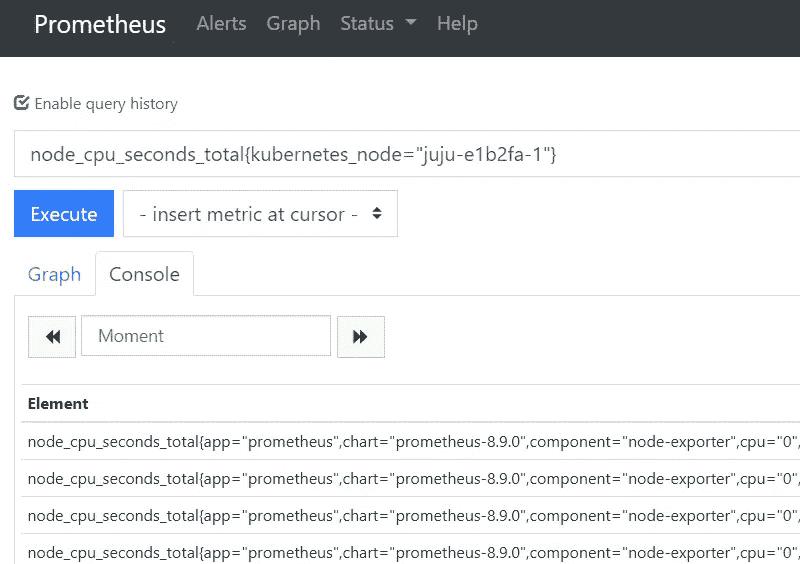 Prometheus Alerts Graph Status Help
Enable query history
node_cpu_seconds_total{kubernetes_node="juju-e1b2fa-1"}
Execute - insert metric at cursor -
Graph Console
Moment
Element
node_cpu_seconds_total{app="prometheus",chart="prometheus-8.9.0",component="node-exporter",cpu="0",
node_cpu_seconds_total{app="prometheus",chart="prometheus-8.9.0",component="node-exporter",cpu="0",
node_cpu_seconds_total{app="prometheus",chart="prometheus-8.9.0",component="node-exporter",cpu="0",
node_cpu_seconds_total{app="prometheus",chart="prometheus-8.9.0",component="node-exporter",cpu="0",